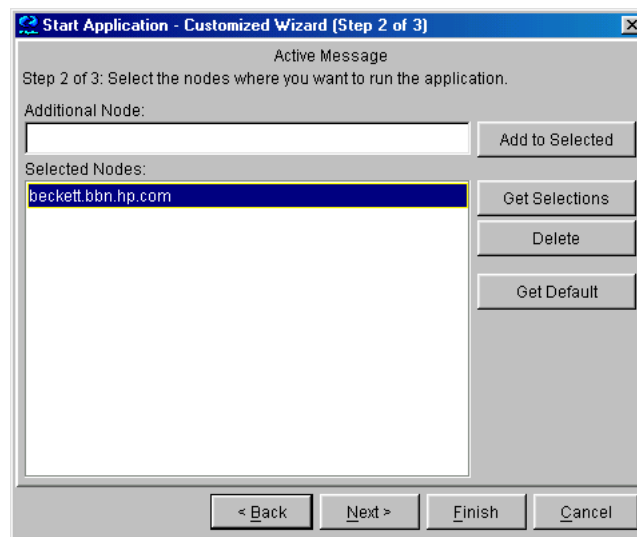 Start Application - Customized Wizard (Step 2 of 3)
Active Message
Step 2 of 3: Select the nodes where you want to run the application.
Additional Node:
Add to Selected
Selected Nodes:
beckett.bbn.hp.com
Get Selections
Delete
Get Default
< Back
Next >
Finish
Cancel